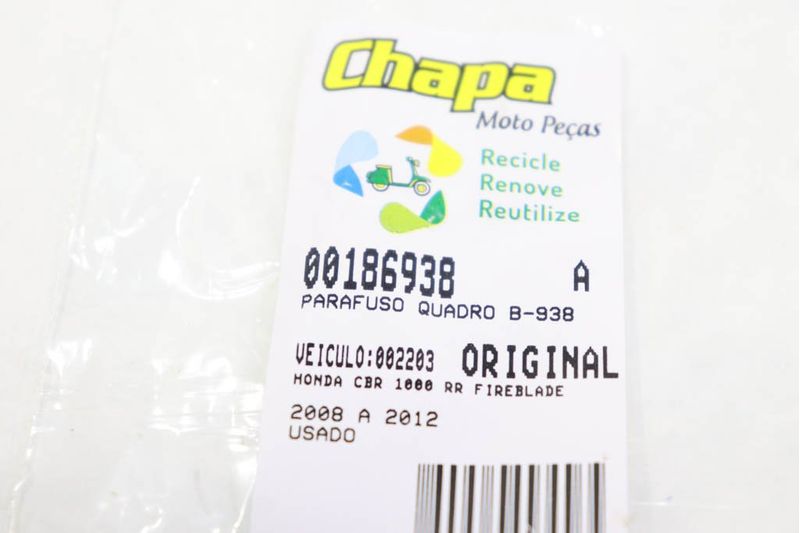 Chapa
Moto Peças
Recicle
Renove
Reutilize
00186938 A
PARAFUSO QUADRO B-938
VEICULO:002203 ORIGINAL
HONDA CBR 1000 RR FIREBLADE
2008 A 2012
USADO